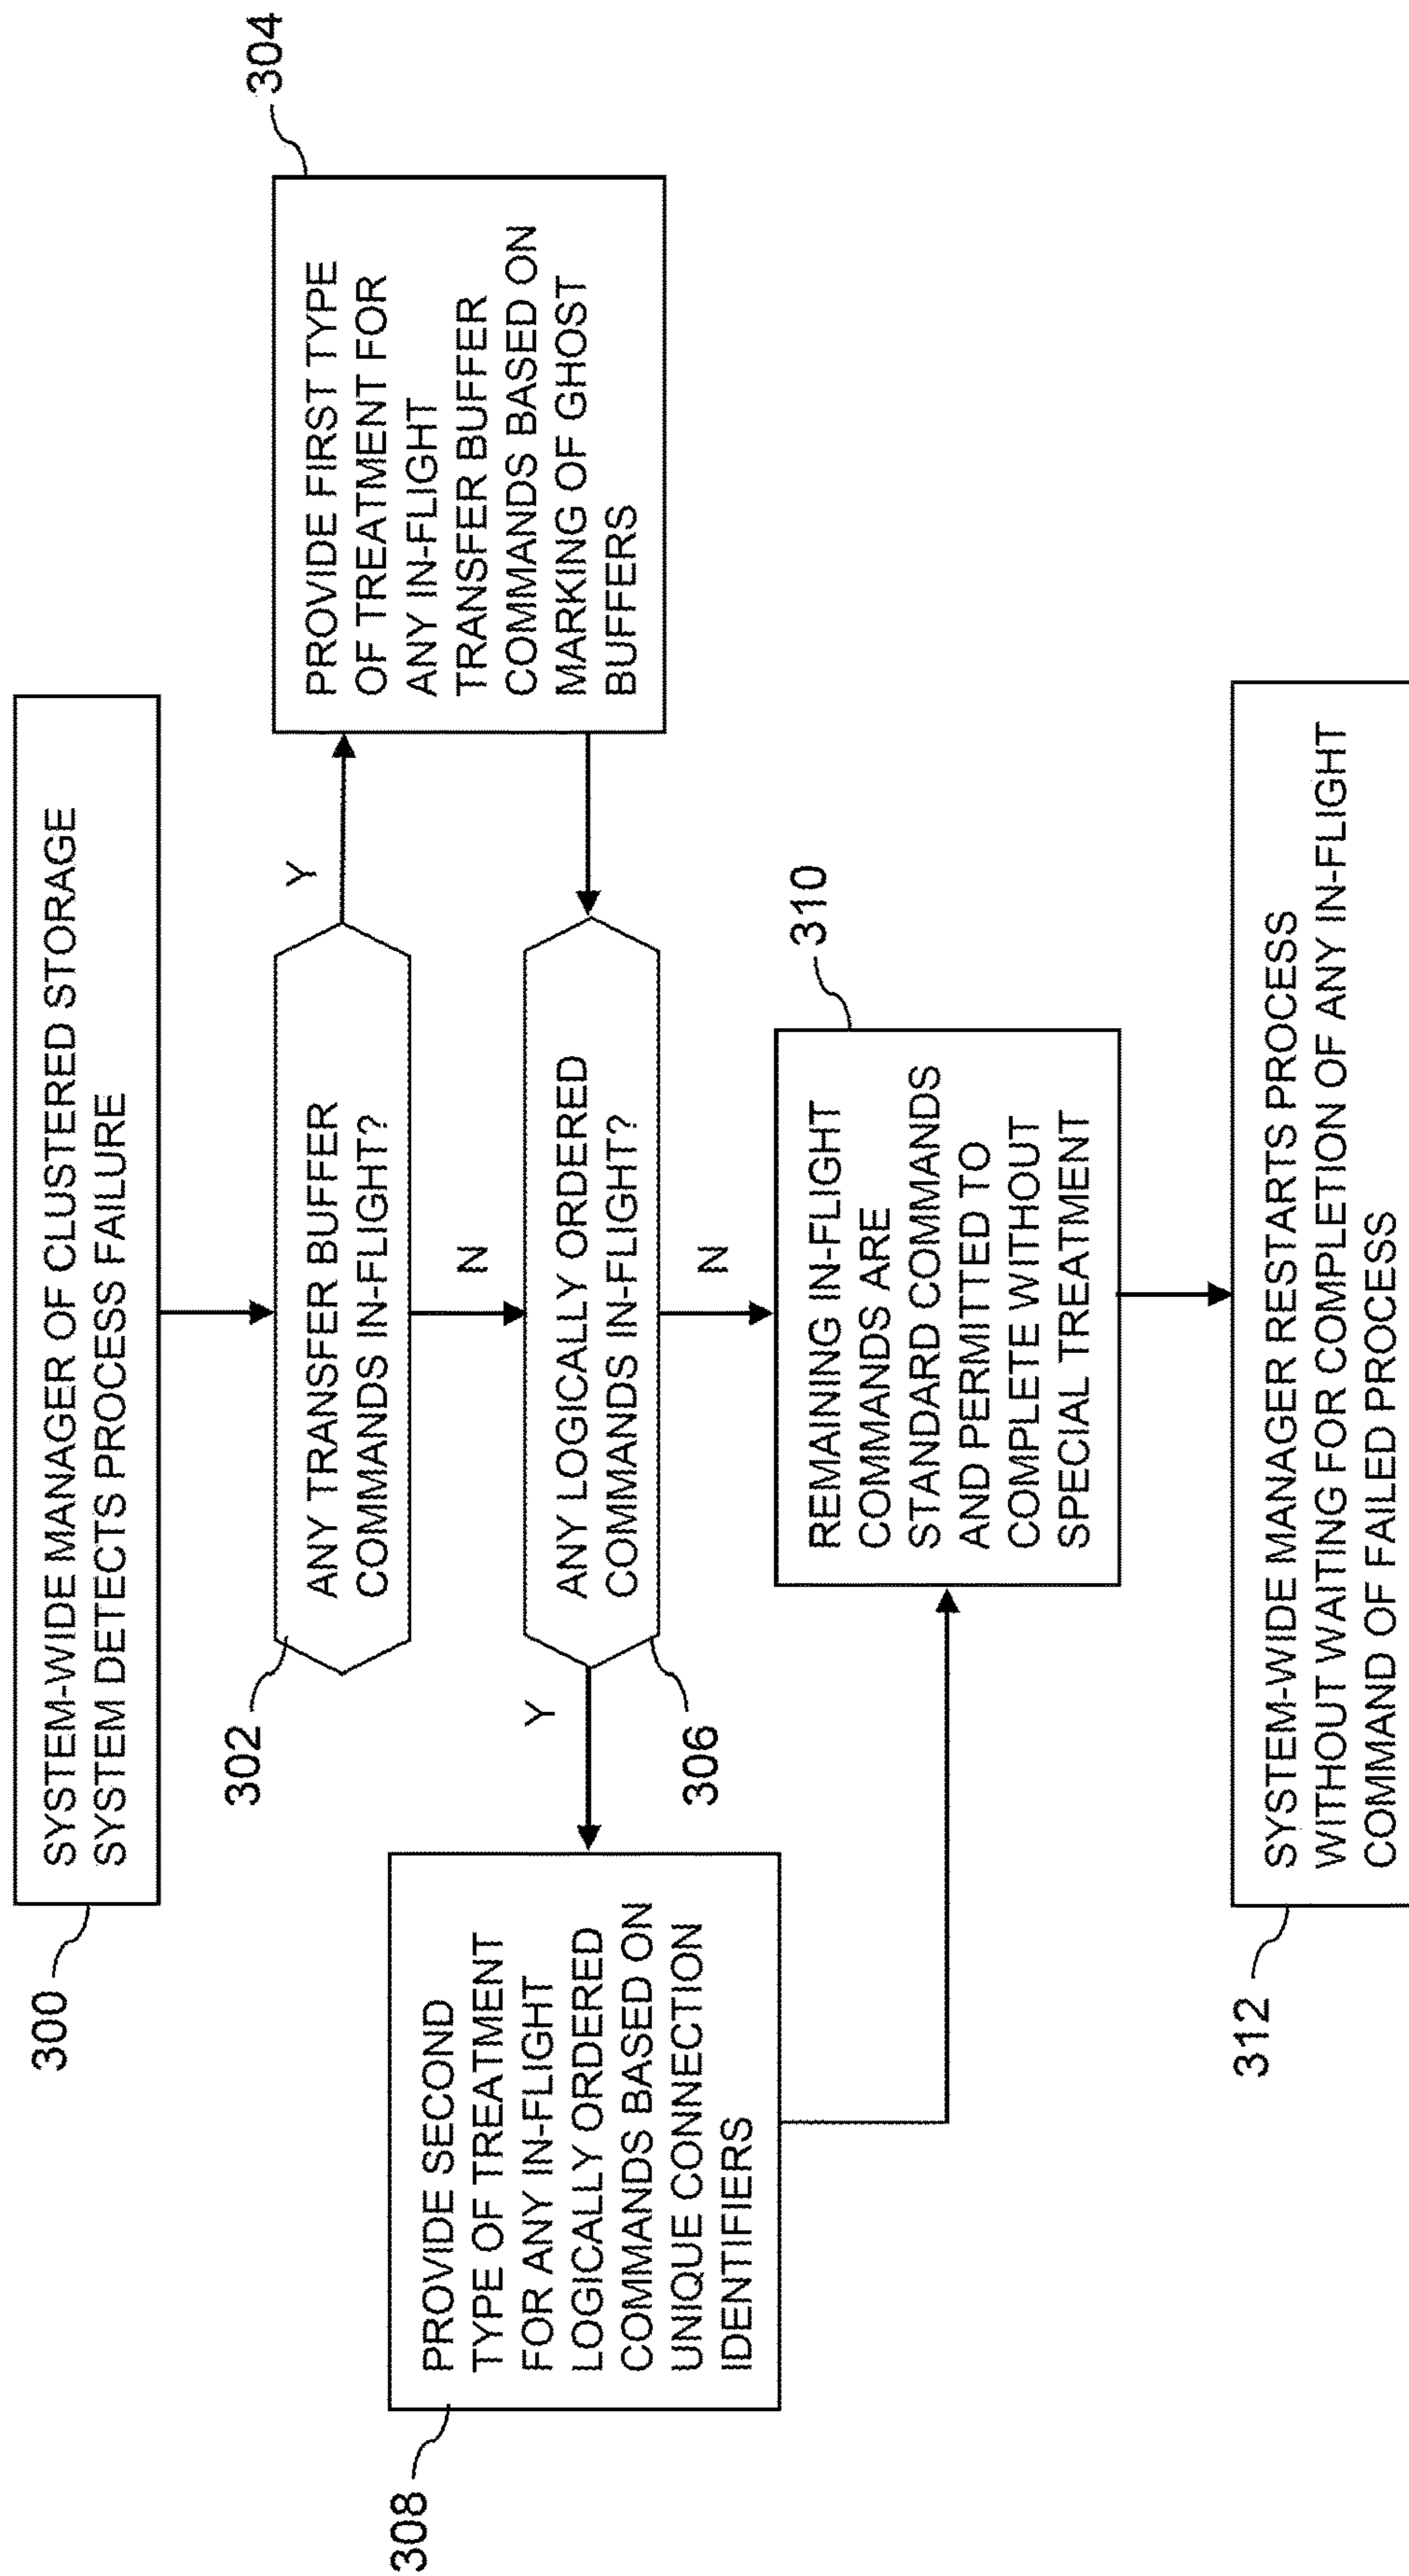 300
SYSTEM-WIDE MANAGER OF CLUSTERED STORAGE
SYSTEM DETECTS PROCESS FAILURE
302
ANY TRANSFER BUFFER
COMMANDS IN-FLIGHT?
Y
N
304
PROVIDE FIRST TYPE
OF TREATMENT FOR
ANY IN-FLIGHT
TRANSFER BUFFER
COMMANDS BASED ON
MARKING OF GHOST
BUFFERS
306
ANY LOGICALLY ORDERED
COMMANDS IN-FLIGHT?
Y
N
308
PROVIDE SECOND
TYPE OF TREATMENT
FOR ANY IN-FLIGHT
LOGICALLY ORDERED
COMMANDS BASED ON
UNIQUE CONNECTION
IDENTIFIERS
310
REMAINING IN-FLIGHT
COMMANDS ARE
STANDARD COMMANDS
AND PERMITTED TO
COMPLETE WITHOUT
SPECIAL TREATMENT
312
SYSTEM-WIDE MANAGER RESTARTS PROCESS
WITHOUT WAITING FOR COMPLETION OF ANY IN-FLIGHT
COMMAND OF FAILED PROCESS